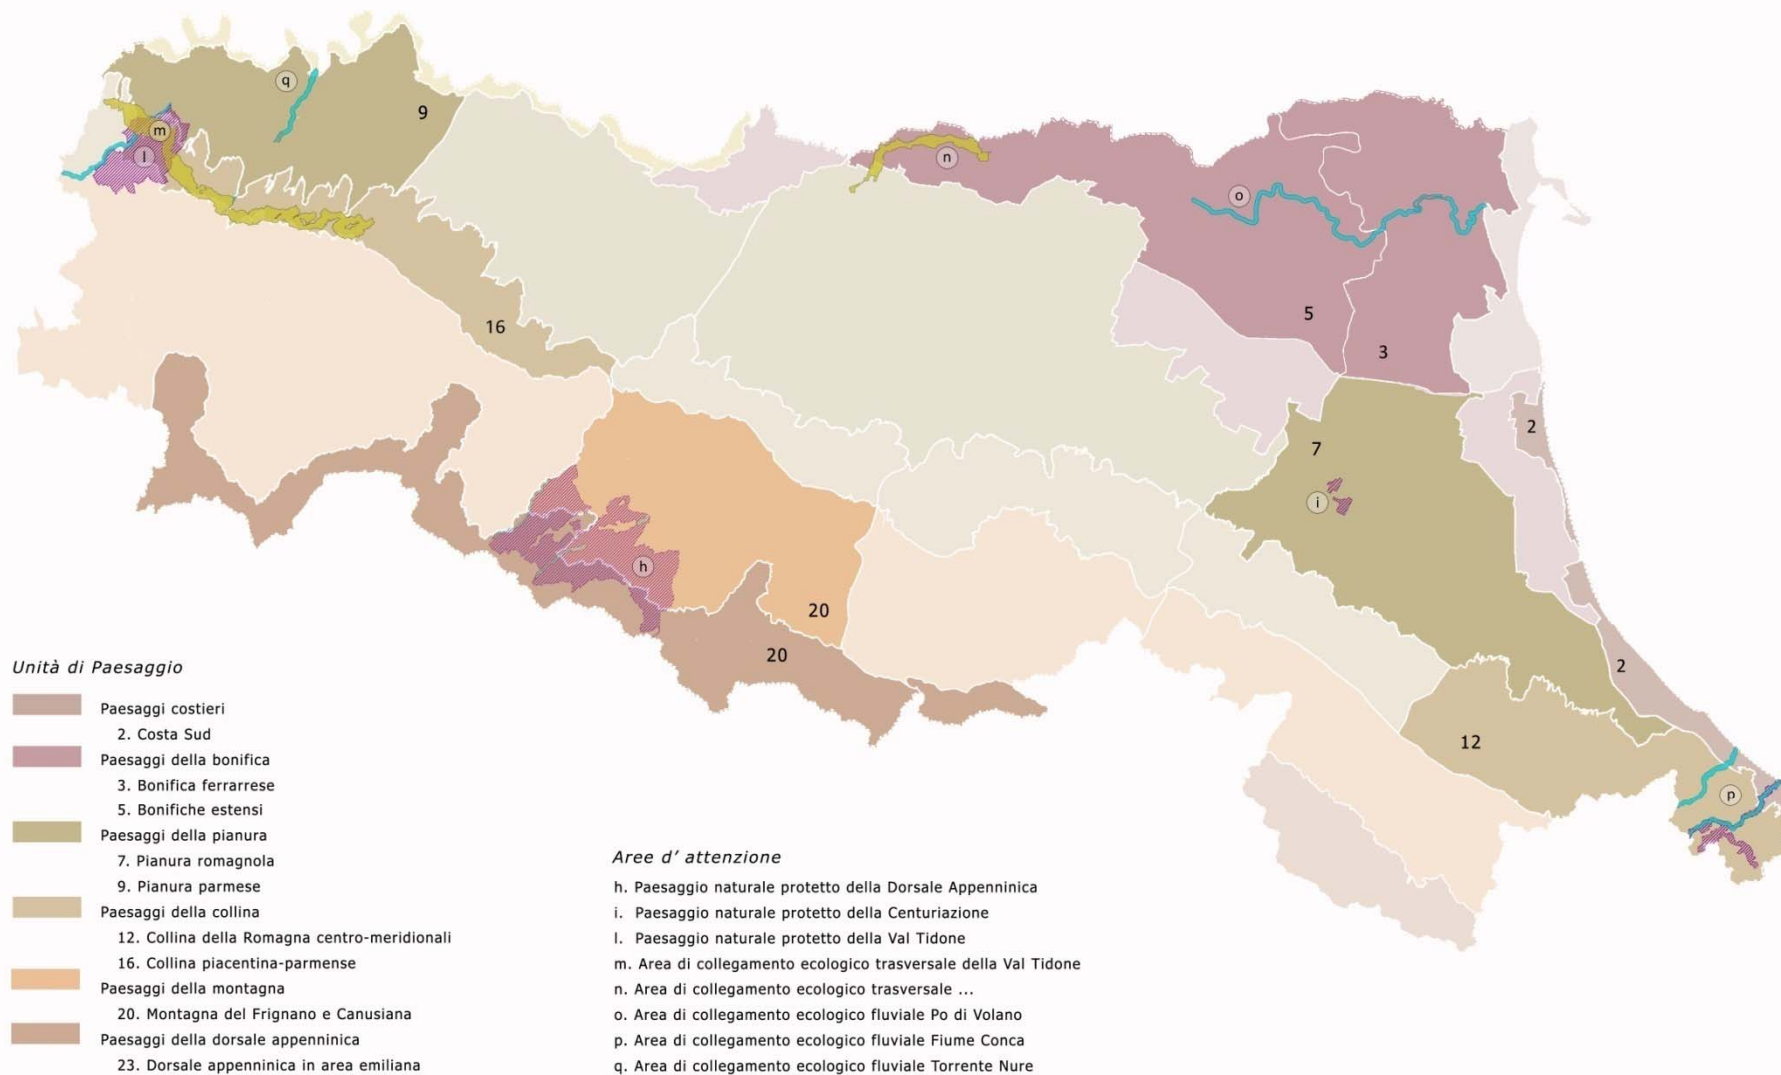 q
9
m
l
n
o
16
5
3
2
7
i
h
20
20
2
12
p
Unità di Paesaggio
Paesaggi costieri
2. Costa Sud
Paesaggi della bonifica
3. Bonifica ferrarrese
5. Bonifiche estensi
Paesaggi della pianura
7. Pianura romagnola
9. Pianura parmese
Paesaggi della collina
12. Collina della Romagna centro-meridionali
16. Collina piacentina-parmense
Paesaggi della montagna
20. Montagna del Frignano e Canusiana
Paesaggi della dorsale appenninica
23. Dorsale appenninica in area emiliana
Aree d' attenzione
h. Paesaggio naturale protetto della Dorsale Appenninica
i. Paesaggio naturale protetto della Centuriazione
l. Paesaggio naturale protetto della Val Tidone
m. Area di collegamento ecologico trasversale della Val Tidone
n. Area di collegamento ecologico trasversale ...
o. Area di collegamento ecologico fluviale Po di Volano
p. Area di collegamento ecologico fluviale Fiume Conca
q. Area di collegamento ecologico fluviale Torrente Nure